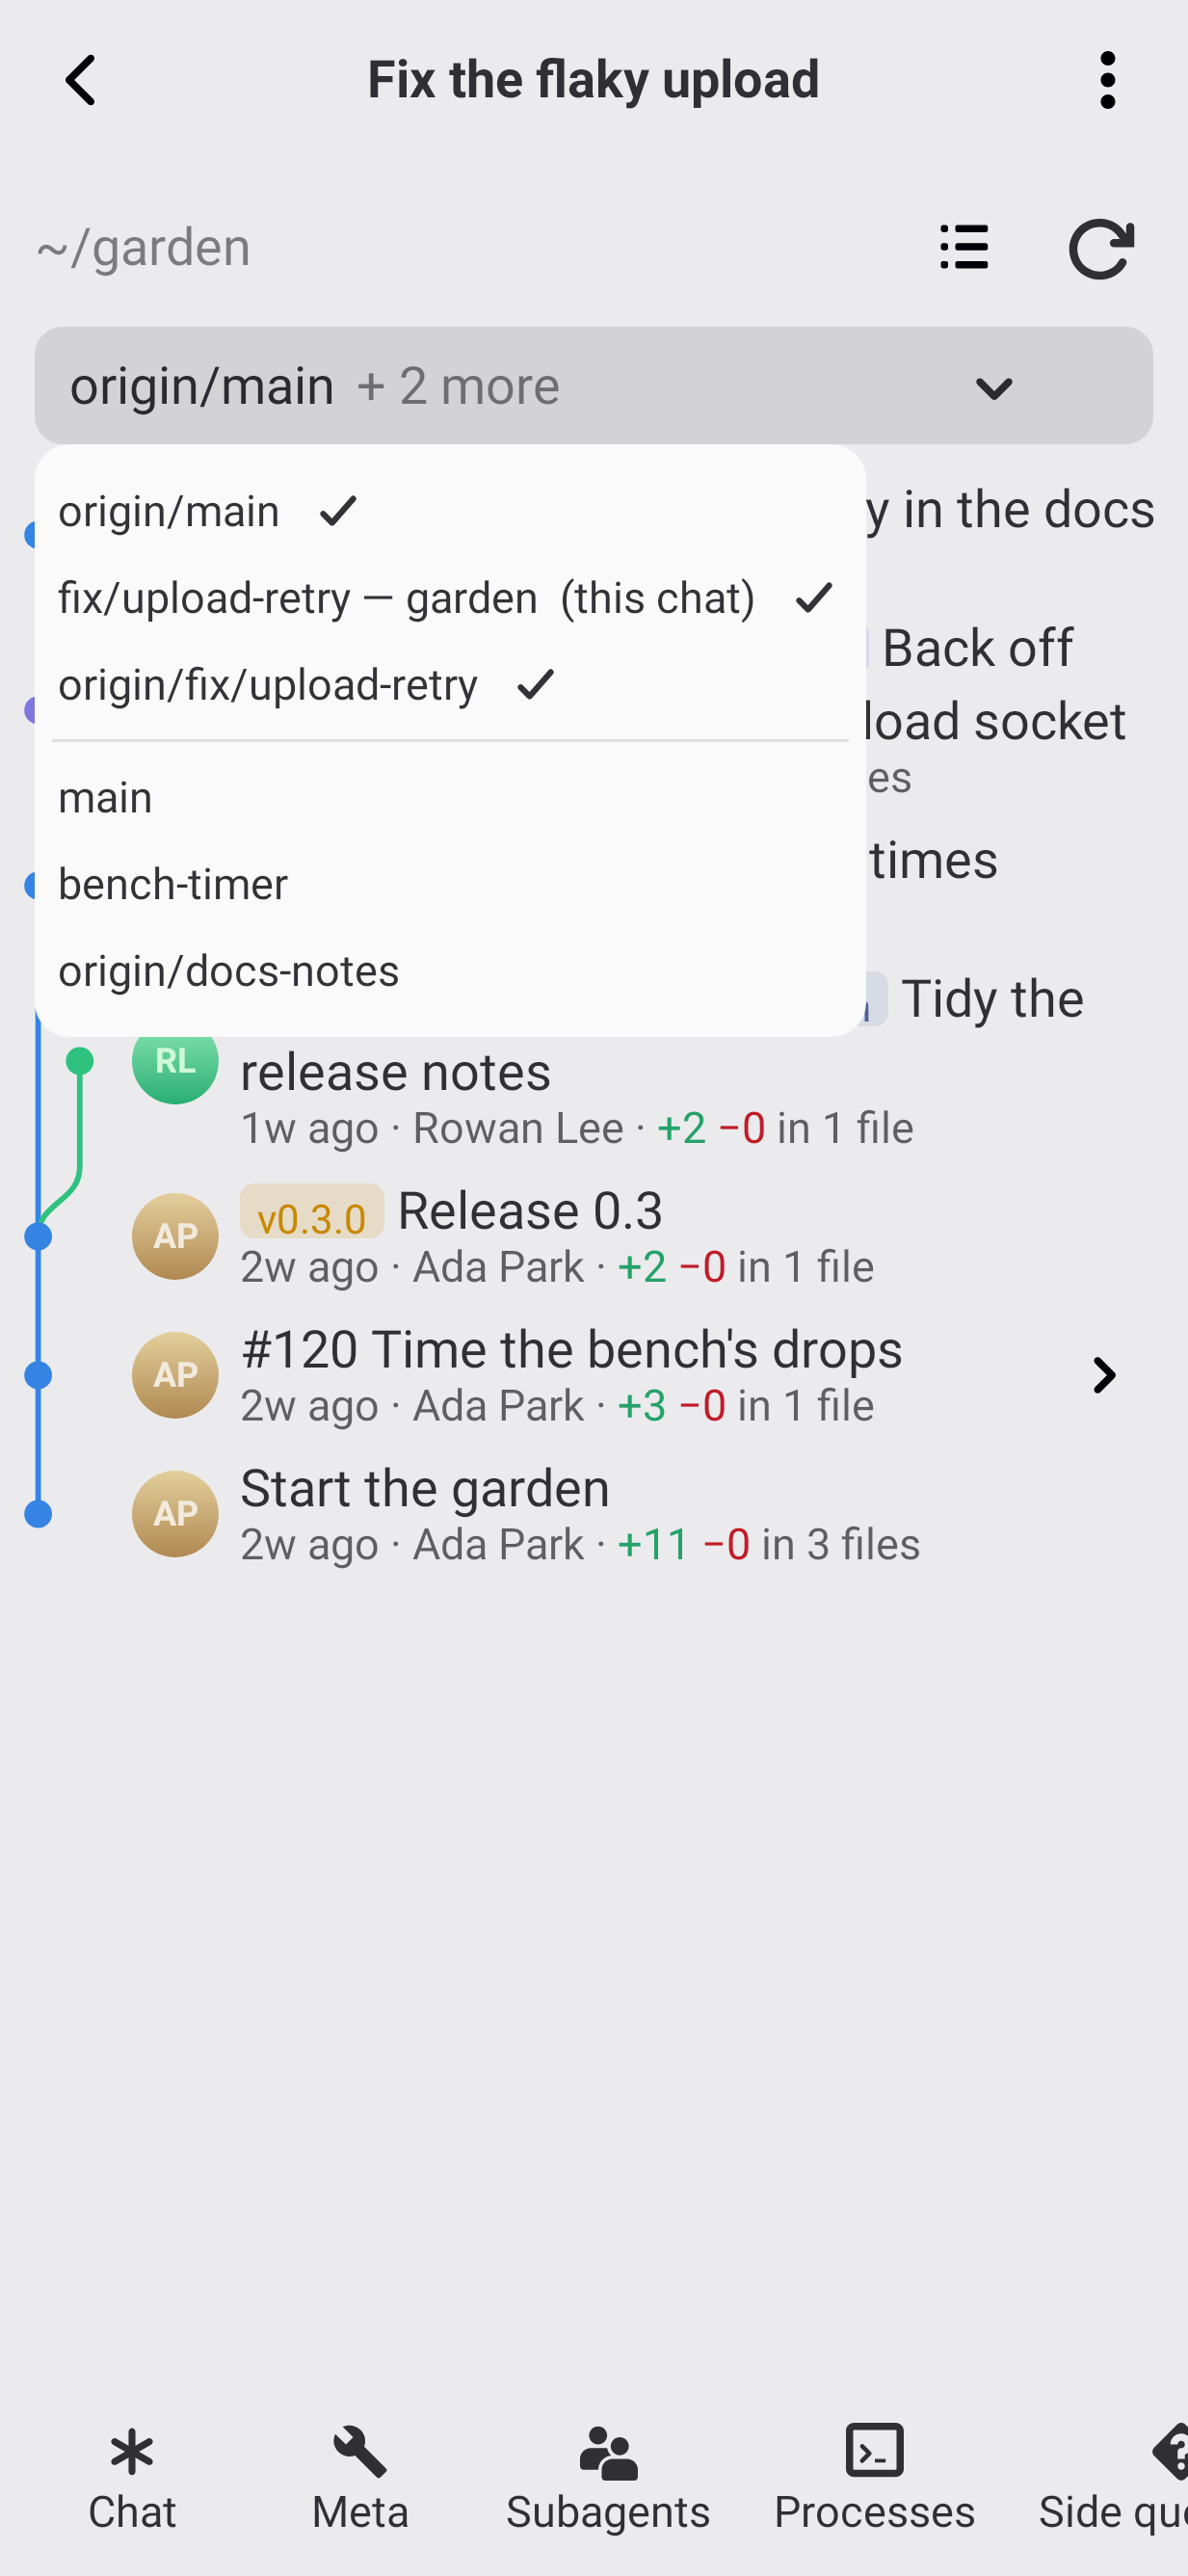 Fix the flaky upload
~/garden
origin/main + 2 more
origin/main
y in the docs
fix/upload-retry — garden (this chat)
Back off
origin/fix/upload-retry
load socket
es
main
times
bench-timer
origin/docs-notes
Tidy the
RL
release notes
1w ago · Rowan Lee · +2 −0 in 1 file
AP
v0.3.0 Release 0.3
2w ago · Ada Park · +2 −0 in 1 file
AP
#120 Time the bench's drops
2w ago · Ada Park · +3 −0 in 1 file
AP
Start the garden
2w ago · Ada Park · +11 −0 in 3 files
Chat Meta Subagents Processes Side que